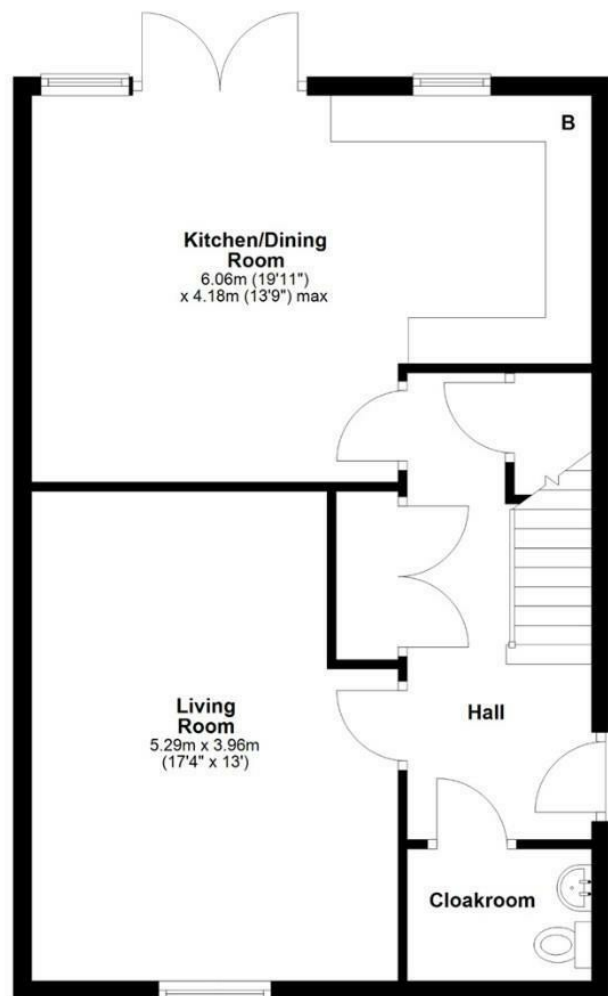 B
Kitchen/Dining
Room
6.06m (19'11")
x 4.18m (13'9") max
Living
Room
5.29m x 3.96m
(17'4" x 13')
Hall
Cloakroom